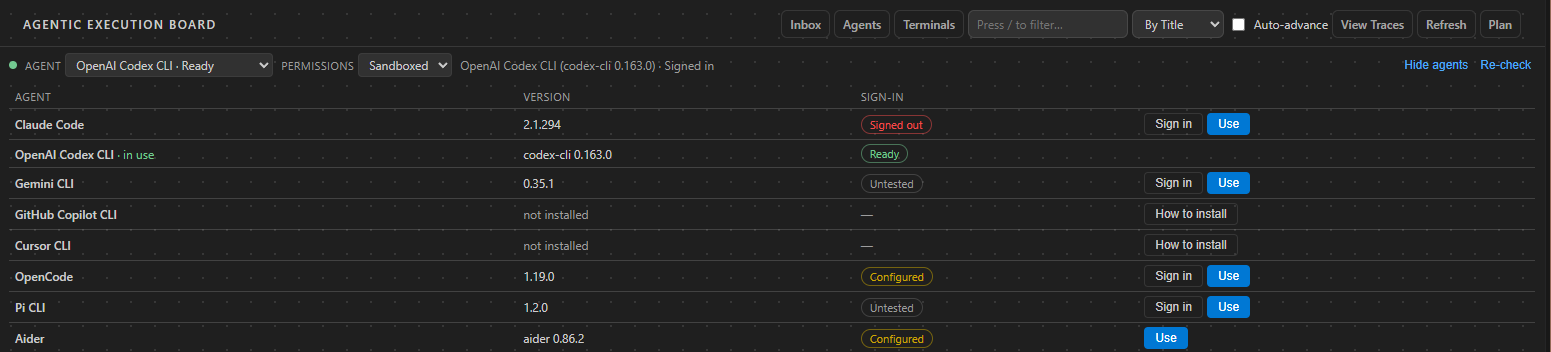 AGENTIC EXECUTION BOARD Inbox Agents Terminals Press / to filter... By Title Auto-advance View Traces Refresh Plan
AGENT OpenAI Codex CLI · Ready PERMISSIONS Sandboxed OpenAI Codex CLI (codex-cli 0.163.0) · Signed in Hide agents Re-check
AGENT VERSION SIGN-IN
Claude Code 2.1.294 Signed out Sign in Use
OpenAI Codex CLI · in use codex-cli 0.163.0 Ready
Gemini CLI 0.35.1 Untested Sign in Use
GitHub Copilot CLI not installed — How to install
Cursor CLI not installed — How to install
OpenCode 1.19.0 Configured Sign in Use
Pi CLI 1.2.0 Untested Sign in Use
Aider aider 0.86.2 Configured Use